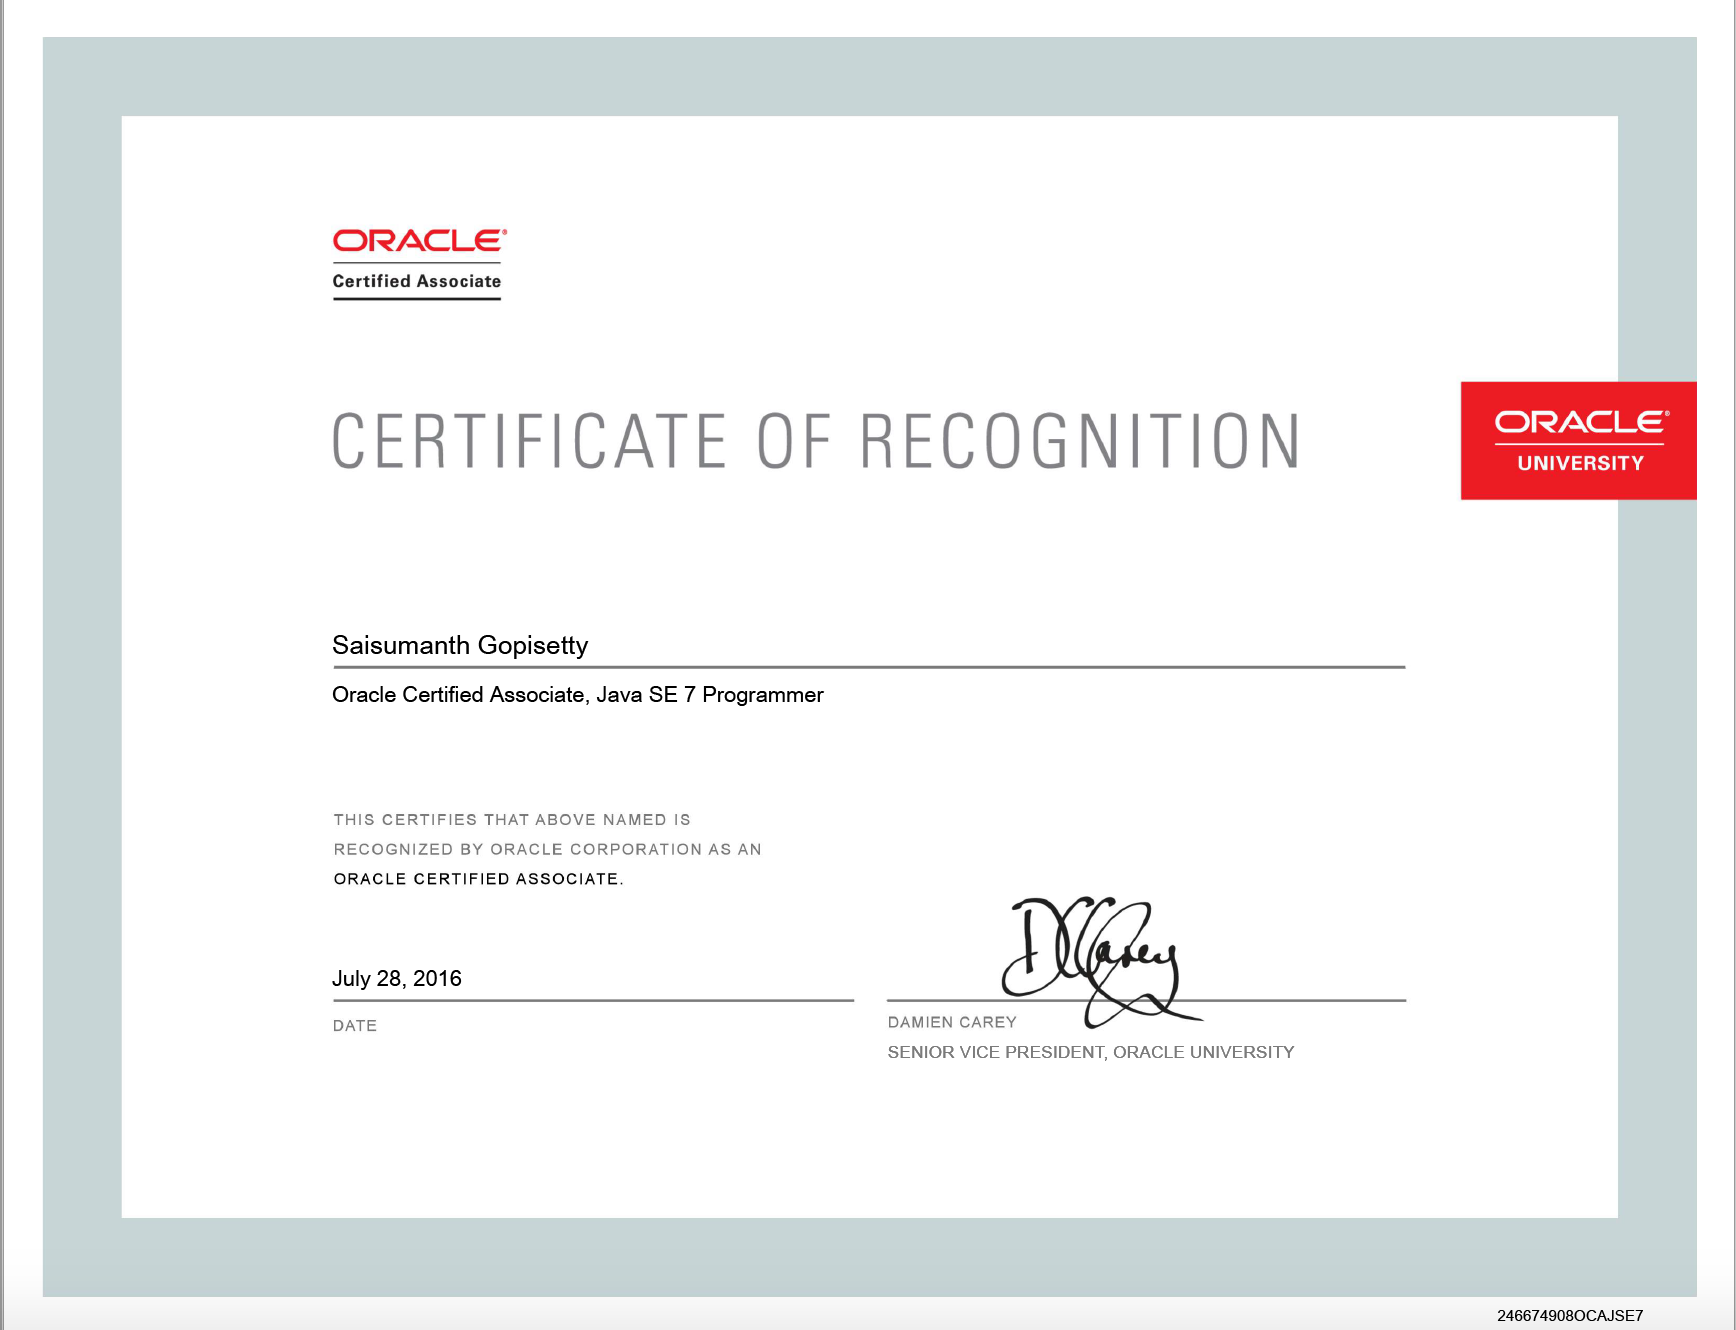 ORACLE®
Certified Associate
CERTIFICATE OF RECOGNITION
ORACLE®
UNIVERSITY
Saisumanth Gopisetty
Oracle Certified Associate, Java SE 7 Programmer
THIS CERTIFIES THAT ABOVE NAMED IS
RECOGNIZED BY ORACLE CORPORATION AS AN
ORACLE CERTIFIED ASSOCIATE.
DCarey
July 28, 2016
DATE
DAMIEN CAREY
SENIOR VICE PRESIDENT, ORACLE UNIVERSITY
246674908OCAJSE7